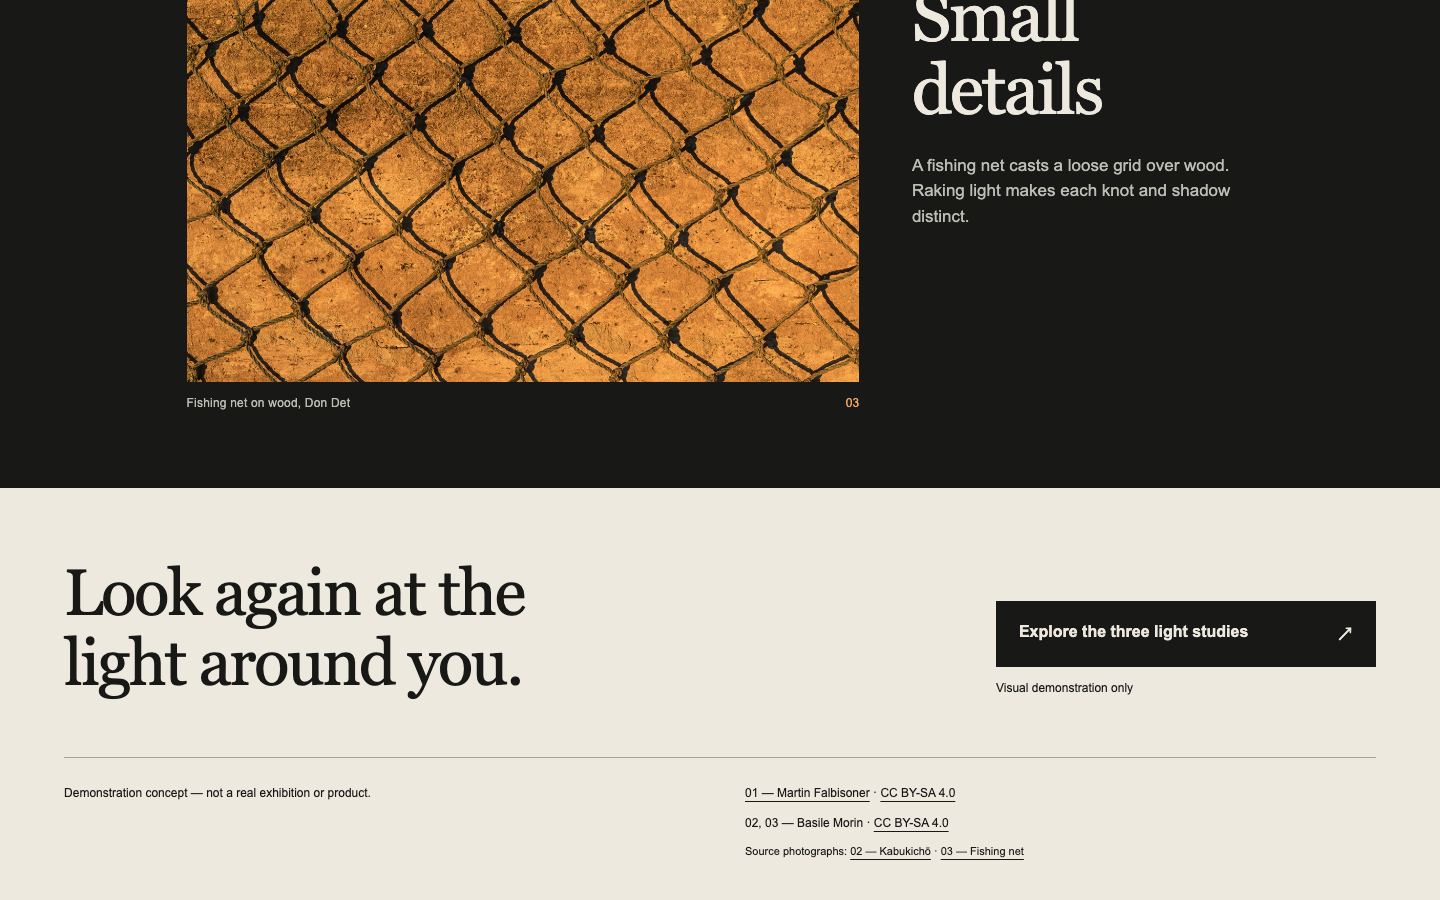 Small
details
A fishing net casts a loose grid over wood.
Raking light makes each knot and shadow
distinct.
Fishing net on wood, Don Det
03
Look again at the
light around you.
Explore the three light studies ↗
Visual demonstration only
Demonstration concept — not a real exhibition or product.
01 — Martin Falbisoner · CC BY-SA 4.0
02, 03 — Basile Morin · CC BY-SA 4.0
Source photographs: 02 — Kabukichō · 03 — Fishing net